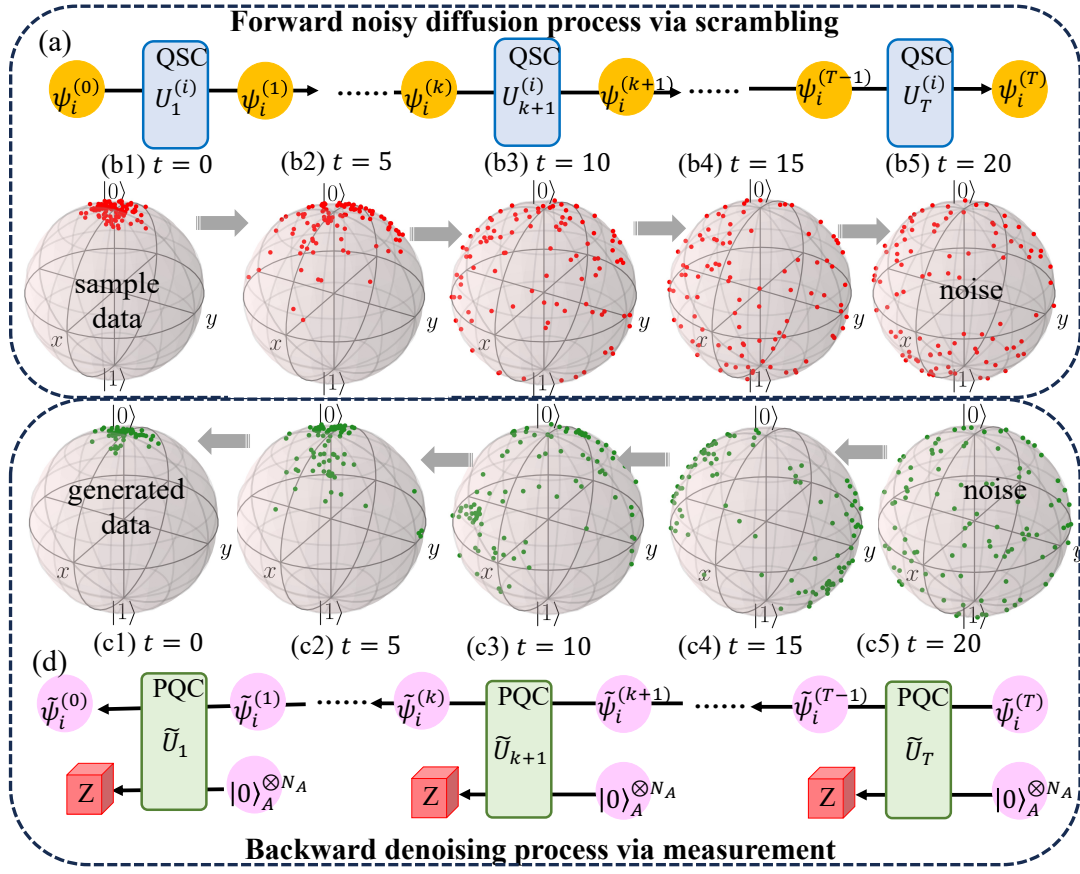 Forward noisy diffusion process via scrambling
(a)
QSC QSC QSC
ψ_i^(0) U_1^(i) ψ_i^(1) ...... ψ_i^(k) U_{k+1}^(i) ψ_i^(k+1) ...... ψ_i^(T−1) U_T^(i) ψ_i^(T)
(b1) t = 0 (b2) t = 5 (b3) t = 10 (b4) t = 15 (b5) t = 20
|0⟩ |0⟩ |0⟩ |0⟩ |0⟩
sample
data
noise
y y y y y
x x x x x
|1⟩ |1⟩ |1⟩ |1⟩ |1⟩
|0⟩ |0⟩ |0⟩ |0⟩ |0⟩
generated
data
noise
y y y y y
x x x x x
|1⟩ |1⟩ |1⟩ |1⟩ |1⟩
(c1) t = 0 (c2) t = 5 (c3) t = 10 (c4) t = 15 (c5) t = 20
(d)
PQC PQC PQC
ψ̃_i^(0) ψ̃_i^(1) ...... ψ̃_i^(k) ψ̃_i^(k+1) ...... ψ̃_i^(T−1) ψ̃_i^(T)
Ũ_1 Ũ_{k+1} Ũ_T
Z |0⟩_A^{⊗N_A} Z |0⟩_A^{⊗N_A} Z |0⟩_A^{⊗N_A}
Backward denoising process via measurement